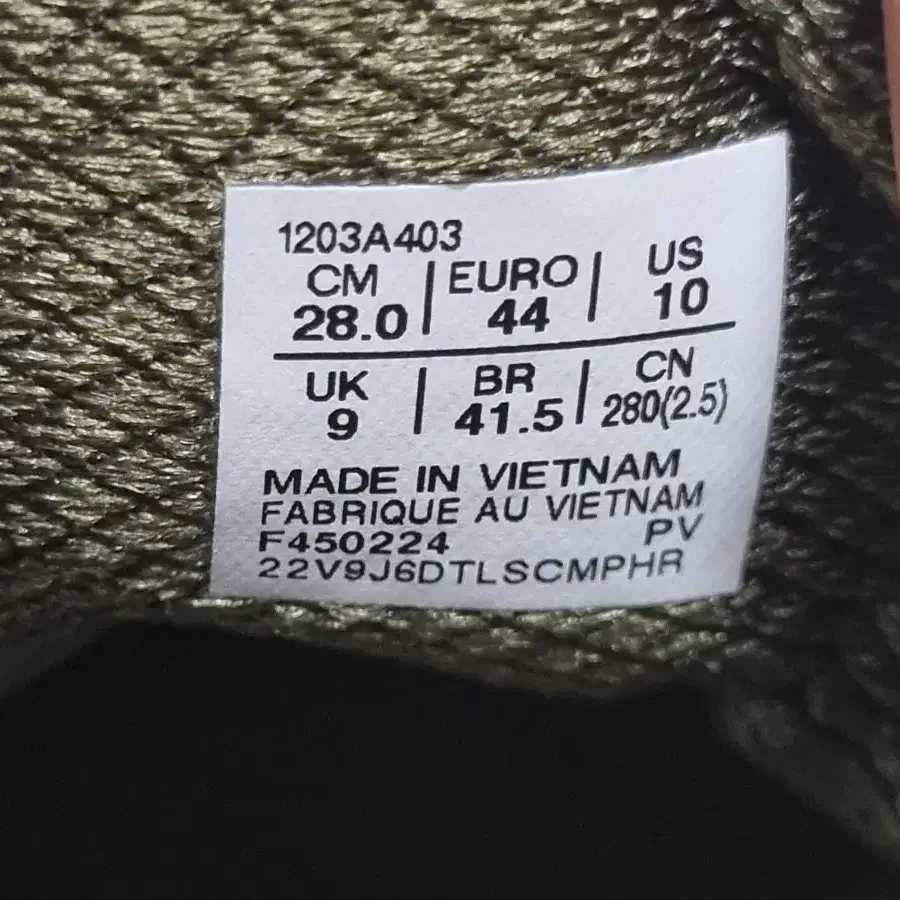 1203A403
CM | EURO | US
28.0 | 44 | 10
UK | BR | CN
9 | 41.5 | 280(2.5)
MADE IN VIETNAM
FABRIQUE AU VIETNAM
F450224 PV
22V9J6DTLSCMPHR